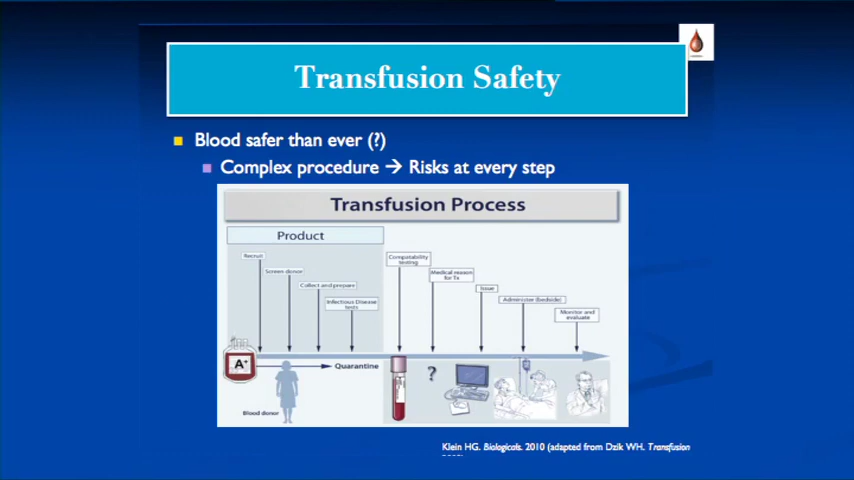 Transfusion Safety
Blood safer than ever (?)
Complex procedure → Risks at every step
Transfusion Process
Product
Recruit
Screen donor
Collect and prepare
Infectious Disease
tests
Compatability
testing
Medical reason
for Tx
Issue
Administer (bedside)
Monitor and
evaluate
A+
Quarantine
?
Blood donor
Klein HG. Biologicals. 2010 (adapted from Dzik WH. Transfusion